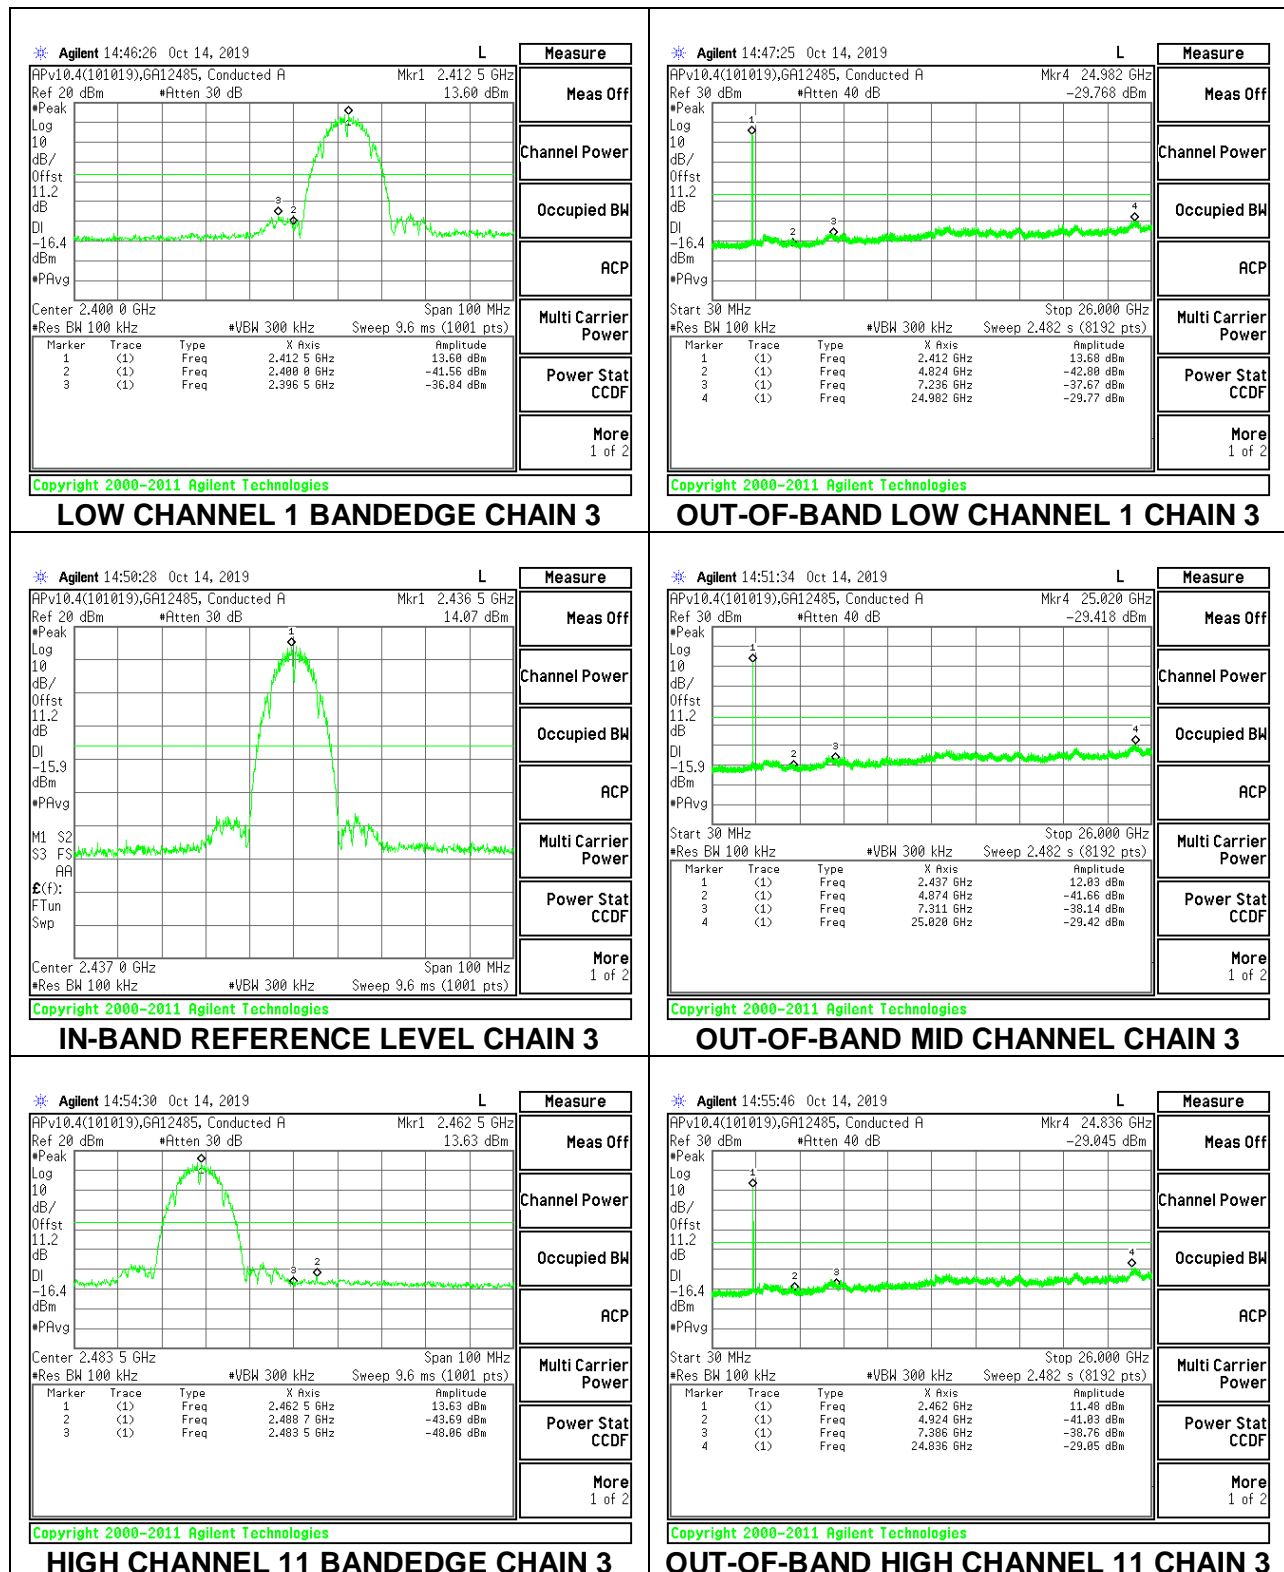 Agilent 14:46:26 Oct 14, 2019 L Measure
APv10.4(101019),GA12485, Conducted A Mkr1 2.412 5 GHz
Ref 20 dBm #Atten 30 dB 13.60 dBm
Meas Off
#Peak
Log
10
dB/
Offst
11.2
dB
DI
-16.4
dBm
#PAvg
1
3
2
Channel Power
Occupied BW
ACP
Center 2.400 0 GHz Span 100 MHz
#Res BW 100 kHz #VBW 300 kHz Sweep 9.6 ms (1001 pts)
Multi Carrier
Power
Marker Trace Type X Axis Amplitude
1 (1) Freq 2.412 5 GHz 13.60 dBm
2 (1) Freq 2.400 0 GHz -41.56 dBm
3 (1) Freq 2.396 5 GHz -36.84 dBm
Power Stat
CCDF
More
1 of 2
Copyright 2000-2011 Agilent Technologies
LOW CHANNEL 1 BANDEDGE CHAIN 3
Agilent 14:47:25 Oct 14, 2019 L Measure
APv10.4(101019),GA12485, Conducted A Mkr4 24.982 GHz
Ref 30 dBm #Atten 40 dB -29.768 dBm
Meas Off
#Peak
Log
10
dB/
Offst
11.2
dB
DI
-16.4
dBm
#PAvg
1
2
3
4
Channel Power
Occupied BW
ACP
Start 30 MHz Stop 26.000 GHz
#Res BW 100 kHz #VBW 300 kHz Sweep 2.482 s (8192 pts)
Multi Carrier
Power
Marker Trace Type X Axis Amplitude
1 (1) Freq 2.412 GHz 13.68 dBm
2 (1) Freq 4.824 GHz -42.80 dBm
3 (1) Freq 7.236 GHz -37.67 dBm
4 (1) Freq 24.982 GHz -29.77 dBm
Power Stat
CCDF
More
1 of 2
Copyright 2000-2011 Agilent Technologies
OUT-OF-BAND LOW CHANNEL 1 CHAIN 3
Agilent 14:50:28 Oct 14, 2019 L Measure
APv10.4(101019),GA12485, Conducted A Mkr1 2.436 5 GHz
Ref 20 dBm #Atten 30 dB 14.07 dBm
Meas Off
#Peak
Log
10
dB/
Offst
11.2
dB
DI
-15.9
dBm
#PAvg
1
M1 S2
S3 FS
AA
£(f):
FTun
Swp
Channel Power
Occupied BW
ACP
Multi Carrier
Power
Power Stat
CCDF
Center 2.437 0 GHz Span 100 MHz
#Res BW 100 kHz #VBW 300 kHz Sweep 9.6 ms (1001 pts)
More
1 of 2
Copyright 2000-2011 Agilent Technologies
IN-BAND REFERENCE LEVEL CHAIN 3
Agilent 14:51:34 Oct 14, 2019 L Measure
APv10.4(101019),GA12485, Conducted A Mkr4 25.020 GHz
Ref 30 dBm #Atten 40 dB -29.418 dBm
Meas Off
#Peak
Log
10
dB/
Offst
11.2
dB
DI
-15.9
dBm
#PAvg
1
2
3
4
Channel Power
Occupied BW
ACP
Start 30 MHz Stop 26.000 GHz
#Res BW 100 kHz #VBW 300 kHz Sweep 2.482 s (8192 pts)
Multi Carrier
Power
Marker Trace Type X Axis Amplitude
1 (1) Freq 2.437 GHz 12.03 dBm
2 (1) Freq 4.874 GHz -41.66 dBm
3 (1) Freq 7.311 GHz -38.14 dBm
4 (1) Freq 25.020 GHz -29.42 dBm
Power Stat
CCDF
More
1 of 2
Copyright 2000-2011 Agilent Technologies
OUT-OF-BAND MID CHANNEL CHAIN 3
Agilent 14:54:30 Oct 14, 2019 L Measure
APv10.4(101019),GA12485, Conducted A Mkr1 2.462 5 GHz
Ref 20 dBm #Atten 30 dB 13.63 dBm
Meas Off
#Peak
Log
10
dB/
Offst
11.2
dB
DI
-16.4
dBm
#PAvg
1
3
2
Channel Power
Occupied BW
ACP
Center 2.483 5 GHz Span 100 MHz
#Res BW 100 kHz #VBW 300 kHz Sweep 9.6 ms (1001 pts)
Multi Carrier
Power
Marker Trace Type X Axis Amplitude
1 (1) Freq 2.462 5 GHz 13.63 dBm
2 (1) Freq 2.488 7 GHz -43.69 dBm
3 (1) Freq 2.483 5 GHz -48.06 dBm
Power Stat
CCDF
More
1 of 2
Copyright 2000-2011 Agilent Technologies
HIGH CHANNEL 11 BANDEDGE CHAIN 3
Agilent 14:55:46 Oct 14, 2019 L Measure
APv10.4(101019),GA12485, Conducted A Mkr4 24.836 GHz
Ref 30 dBm #Atten 40 dB -29.045 dBm
Meas Off
#Peak
Log
10
dB/
Offst
11.2
dB
DI
-16.4
dBm
#PAvg
1
2
3
4
Channel Power
Occupied BW
ACP
Start 30 MHz Stop 26.000 GHz
#Res BW 100 kHz #VBW 300 kHz Sweep 2.482 s (8192 pts)
Multi Carrier
Power
Marker Trace Type X Axis Amplitude
1 (1) Freq 2.462 GHz 11.48 dBm
2 (1) Freq 4.924 GHz -41.03 dBm
3 (1) Freq 7.386 GHz -38.76 dBm
4 (1) Freq 24.836 GHz -29.05 dBm
Power Stat
CCDF
More
1 of 2
Copyright 2000-2011 Agilent Technologies
OUT-OF-BAND HIGH CHANNEL 11 CHAIN 3